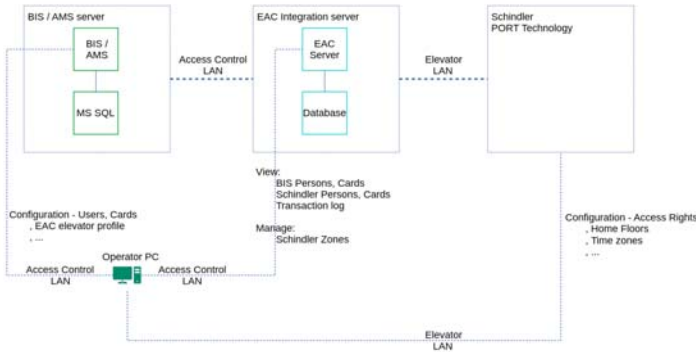 BIS / AMS server
EAC Integration server
Schindler
PORT Technology
BIS /
AMS
EAC
Server
Access Control
LAN
Elevator
LAN
MS SQL
Database
View:
BIS Persons, Cards
Schindler Persons, Cards
Transaction log
Manage:
Schindler Zones
Configuration - Users, Cards
, EAC elevator profile
, ...
Configuration - Access Rights
, Home Floors
, Time zones
, ...
Operator PC
Access Control
LAN
Access Control
LAN
Elevator
LAN